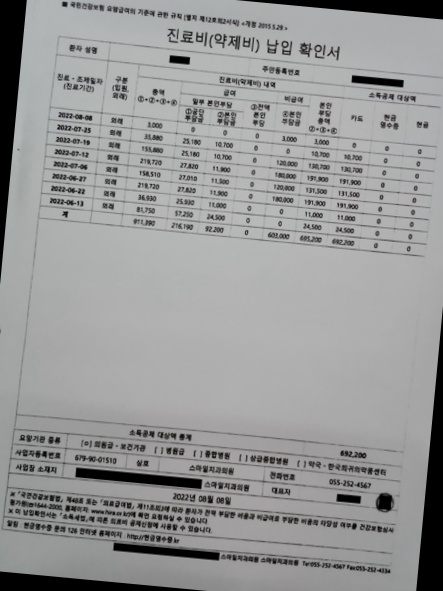 ■ 국민건강보험 요양급여의 기준에 관한 규칙 [별지 제12호의2서식] <개정 2015.5.29>
진료비(약제비) 납입 확인서
환자 성명 주민등록번호
진료·조제일자 (진료기간) 구분 (입원, 외래) 진료비(약제비) 내역 소득공제 대상액
총액 ①+②+③+④ 급여 비급여 본인 부담 총액 ②+③+④ 카드 현금 영수증 현금
일부 본인부담 ③전액 본인 부담 ④본인 부담금
①공단 부담금 ②본인 부담금
2022-08-08 외래 3,000 0 0 0 3,000 3,000 0 0 0
2022-07-25 외래 35,880 25,180 10,700 0 0 10,700 10,700 0 0
2022-07-19 외래 155,880 25,180 10,700 0 120,000 130,700 130,700 0 0
2022-07-12 외래 219,720 27,820 11,900 0 180,000 191,900 191,900 0 0
2022-07-06 외래 158,510 27,010 11,500 0 120,000 131,500 131,500 0 0
2022-06-27 외래 219,720 27,820 11,900 0 180,000 191,900 191,900 0 0
2022-06-22 외래 36,930 25,930 11,000 0 0 11,000 11,000 0 0
2022-06-13 외래 81,750 57,250 24,500 0 0 24,500 24,500 0 0
계 911,390 216,190 92,200 0 603,000 695,200 692,200 0 0
소득공제 대상액 총계 692,200
요양기관 종류 [o] 의원급·보건기관 [ ] 병원급 [ ] 종합병원 [ ] 상급종합병원 [ ] 약국·한국희귀의약품센터
사업자등록번호 679-90-01510 상호 스마일치과의원 전화번호 055-252-4567
사업장 소재지 스마일치과의원 대표자
2022년 08월 08일
※ 「국민건강보험법」 제48조 또는 「의료급여법」 제11조의3에 따라 환자가 전액 부담한 비용과 비급여로 부담한 비용의 타당성 여부를 건강보험심사
평가원(☎1644-2000, 홈페이지: www.hira.or.kr)에 확인 요청하실 수 있습니다.
※ 이 납입확인서는 「소득세법」에 따른 의료비 공제신청에 사용할 수 있습니다.
알림 현금영수증 문의 126 인터넷 홈페이지 : http://현금영수증.kr
스마일치과의원 스마일치과의원 Tel:055-252-4567 Fax:055-252-4334